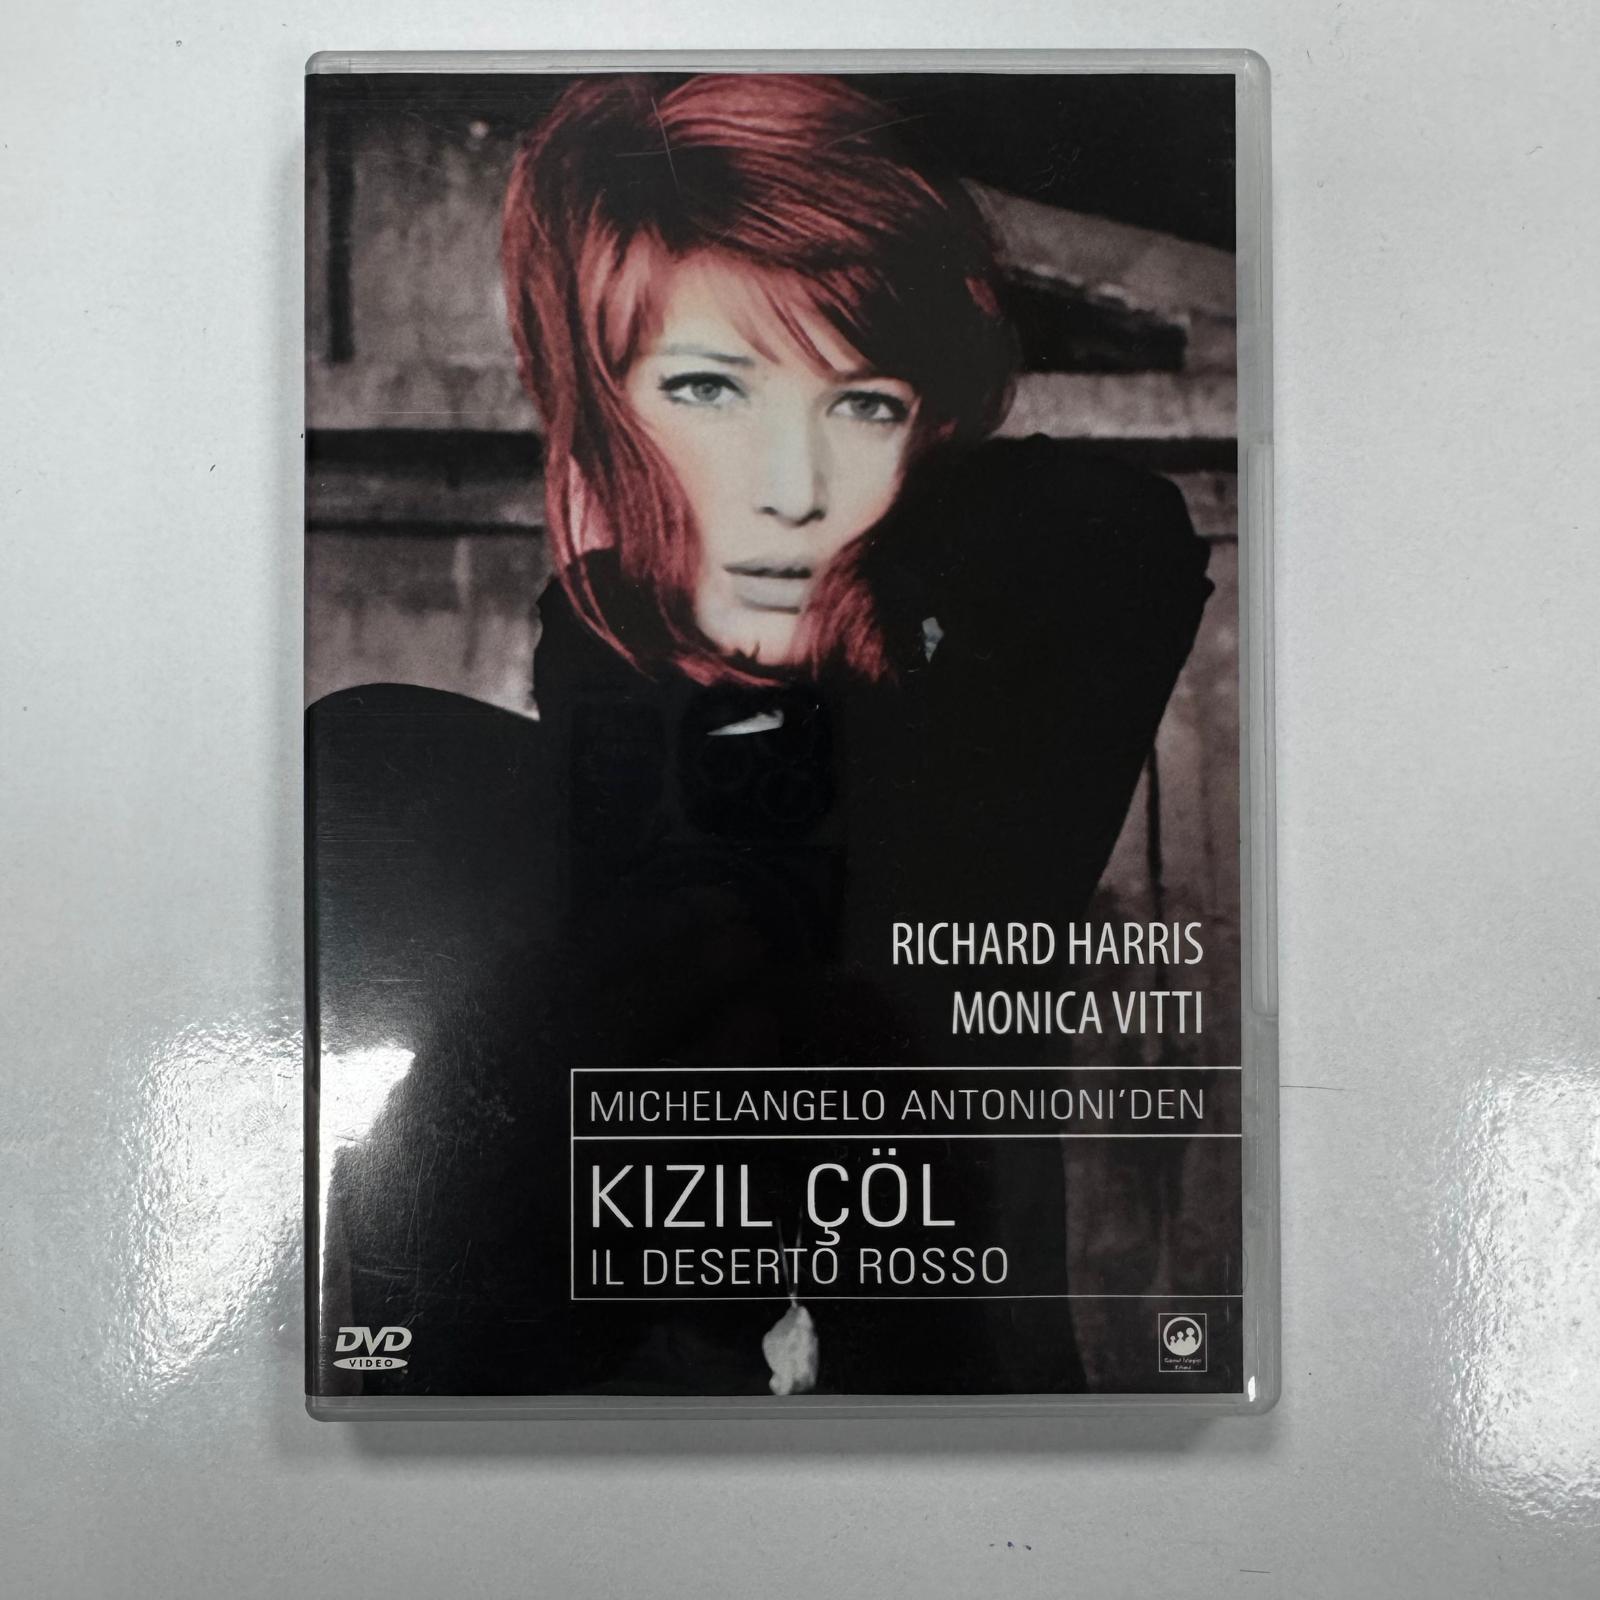 RICHARD HARRIS
MONICA VITTI
MICHELANGELO ANTONIONI'DEN
KIZIL ÇÖL
IL DESERTO ROSSO
DVD
VIDEO